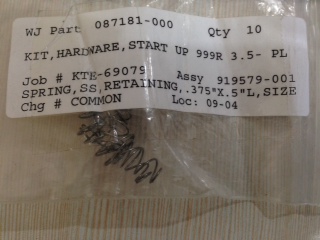 WJ Part 087181-000 Qty 10
KIT,HARDWARE,START UP 999R 3.5- PL
Job # KTE-69079 Assy 919579-001
SPRING,SS,RETAINING,.375"X.5"L,SIZE
Chg # COMMON Loc: 09-04